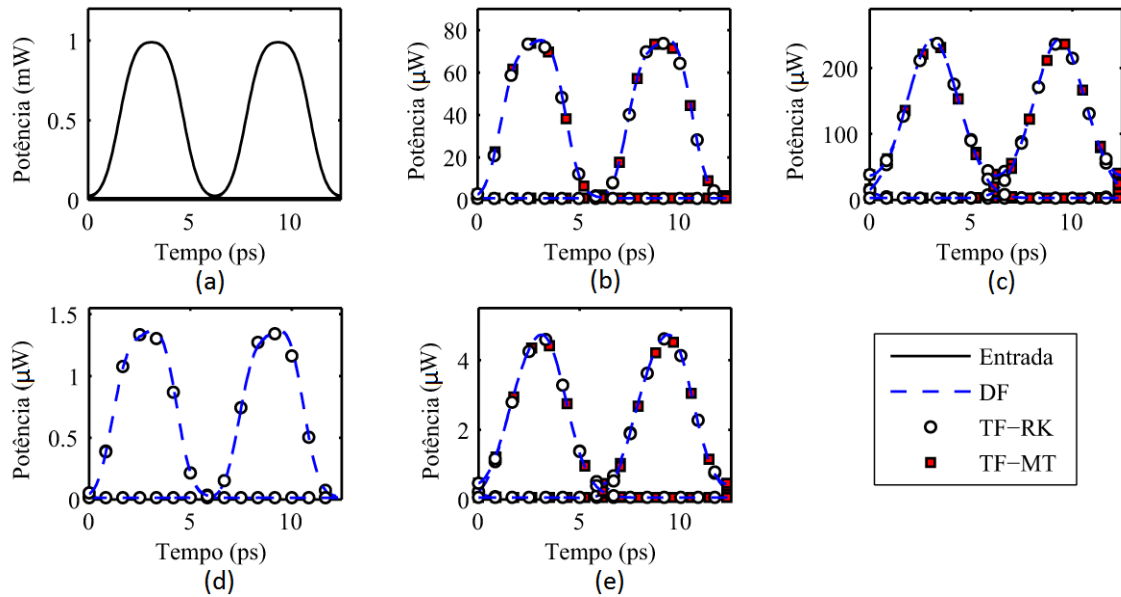 Potência (mW)
1
0.5
0
0
5
10
Tempo (ps)
(a)
Potência (µW)
80
60
40
20
0
0
5
10
Tempo (ps)
(b)
Potência (µW)
200
100
0
0
5
10
Tempo (ps)
(c)
Potência (µW)
1.5
1
0.5
0
0
5
10
Tempo (ps)
(d)
Potência (µW)
4
2
0
0
5
10
Tempo (ps)
(e)
Entrada
DF
TF−RK
TF−MT